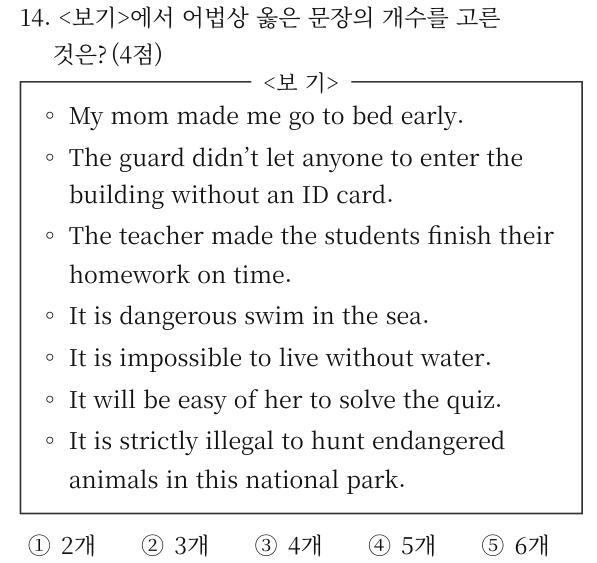 14. <보기>에서 어법상 옳은 문장의 개수를 고른
것은? (4점)
<보 기>
◦ My mom made me go to bed early.
◦ The guard didn’t let anyone to enter the
building without an ID card.
◦ The teacher made the students finish their
homework on time.
◦ It is dangerous swim in the sea.
◦ It is impossible to live without water.
◦ It will be easy of her to solve the quiz.
◦ It is strictly illegal to hunt endangered
animals in this national park.
① 2개 ② 3개 ③ 4개 ④ 5개 ⑤ 6개